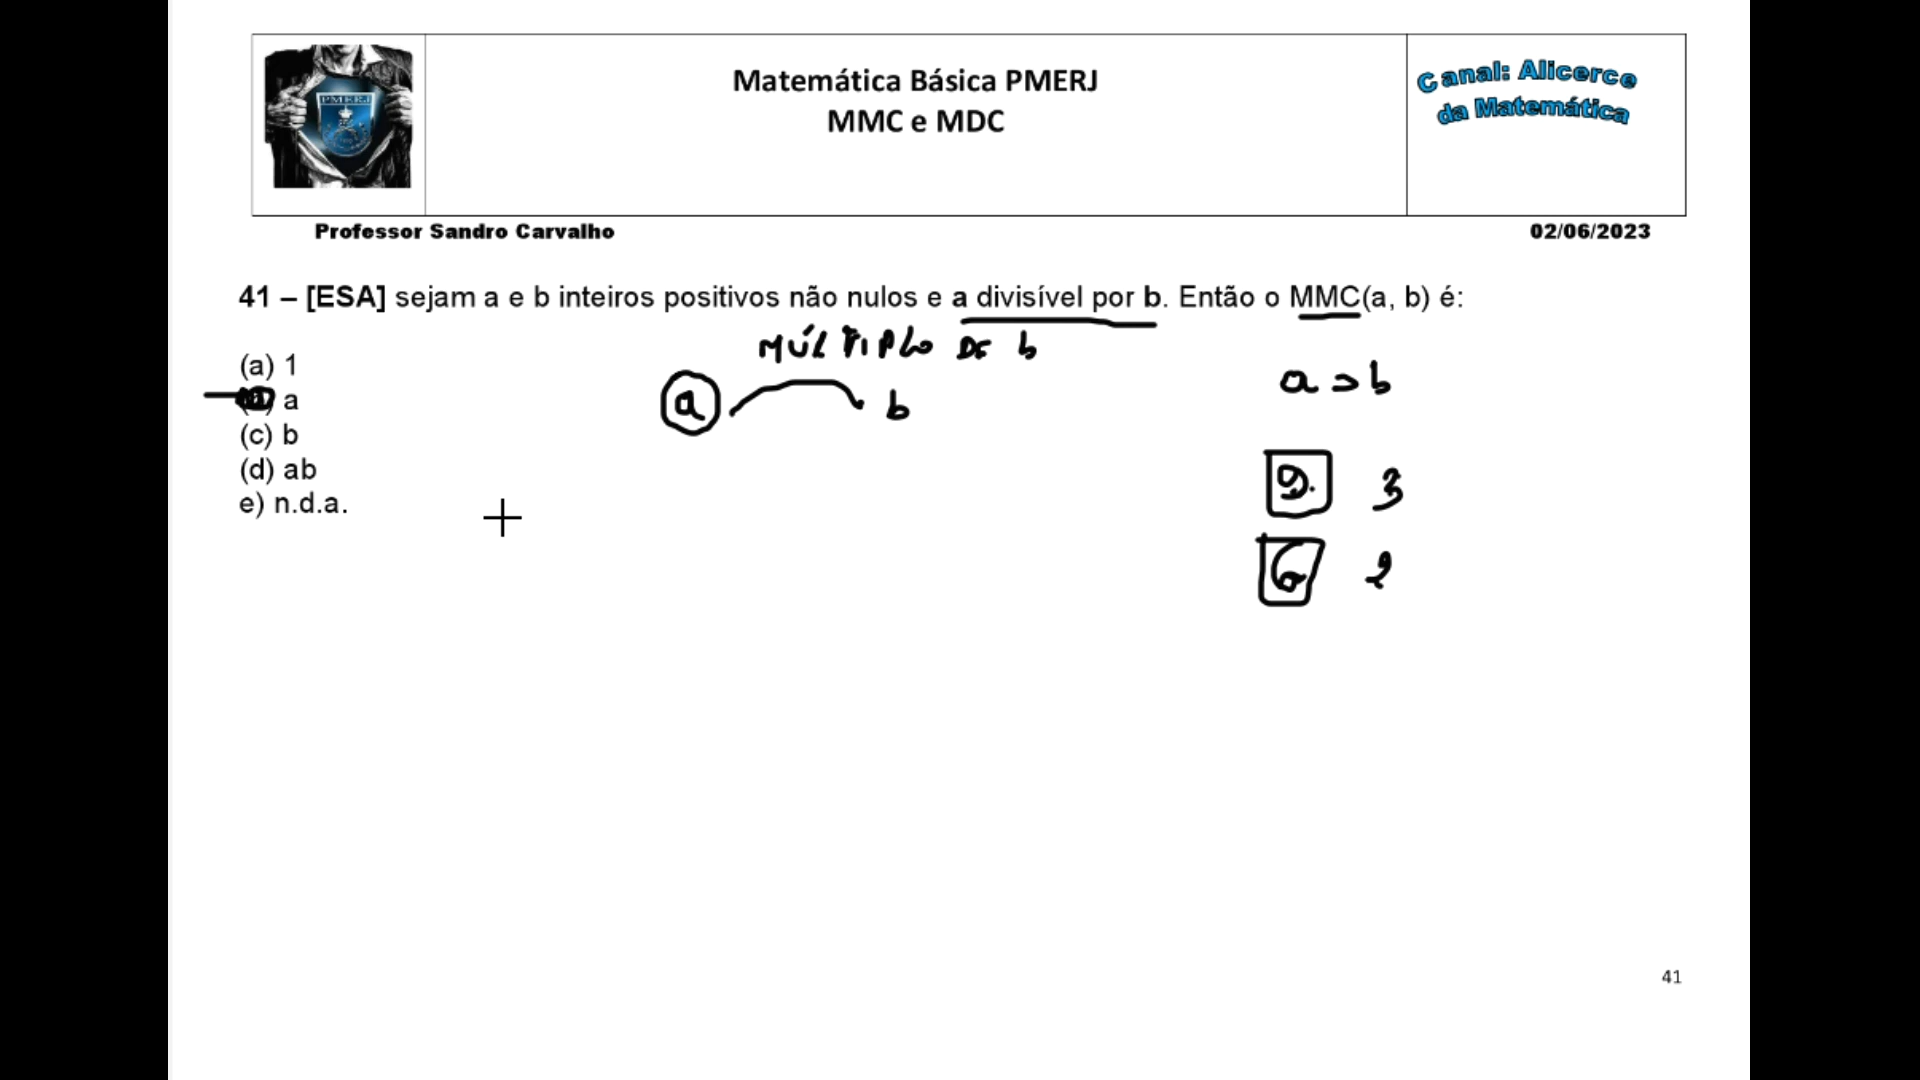 PMERJ
Matemática Básica PMERJ
MMC e MDC
Canal: Alicerce
da Matemática
Professor Sandro Carvalho
02/06/2023
41 – [ESA] sejam a e b inteiros positivos não nulos e a divisível por b. Então o MMC(a, b) é:
MÚLTIPLO DE b
(a) 1
a
(c) b
(d) ab
e) n.d.a.
a b
a > b
9. 3
6 2
41